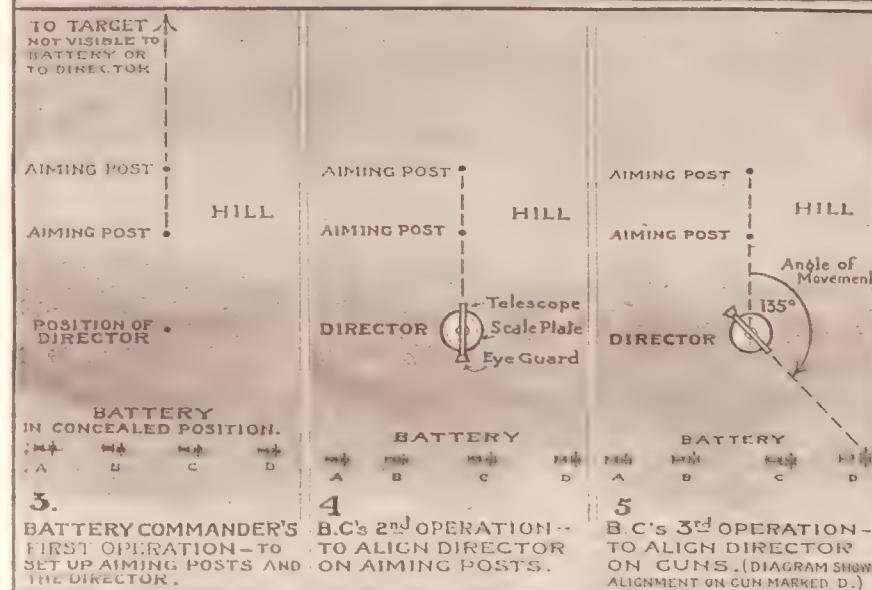 TO TARGET
NOT VISIBLE TO
BATTERY OR
TO DIRECTOR
AIMING POST
AIMING POST
HILL
POSITION OF
DIRECTOR
BATTERY
IN CONCEALED POSITION.
A B C D
3.
BATTERY COMMANDER'S
FIRST OPERATION – TO
SET UP AIMING POSTS AND
THE DIRECTOR.
AIMING POST
AIMING POST
HILL
Telescope
DIRECTOR
Scale Plate
Eye Guard
BATTERY
A B C D
4
B.C's 2nd OPERATION --
TO ALIGN DIRECTOR
ON AIMING POSTS.
AIMING POST
AIMING POST
HILL
Angle of
Movement
135°
DIRECTOR
BATTERY
A B C D
5
B.C's 3rd OPERATION –
TO ALIGN DIRECTOR
ON GUNS. (DIAGRAM SHOW
ALIGNMENT ON GUN MARKED D.)